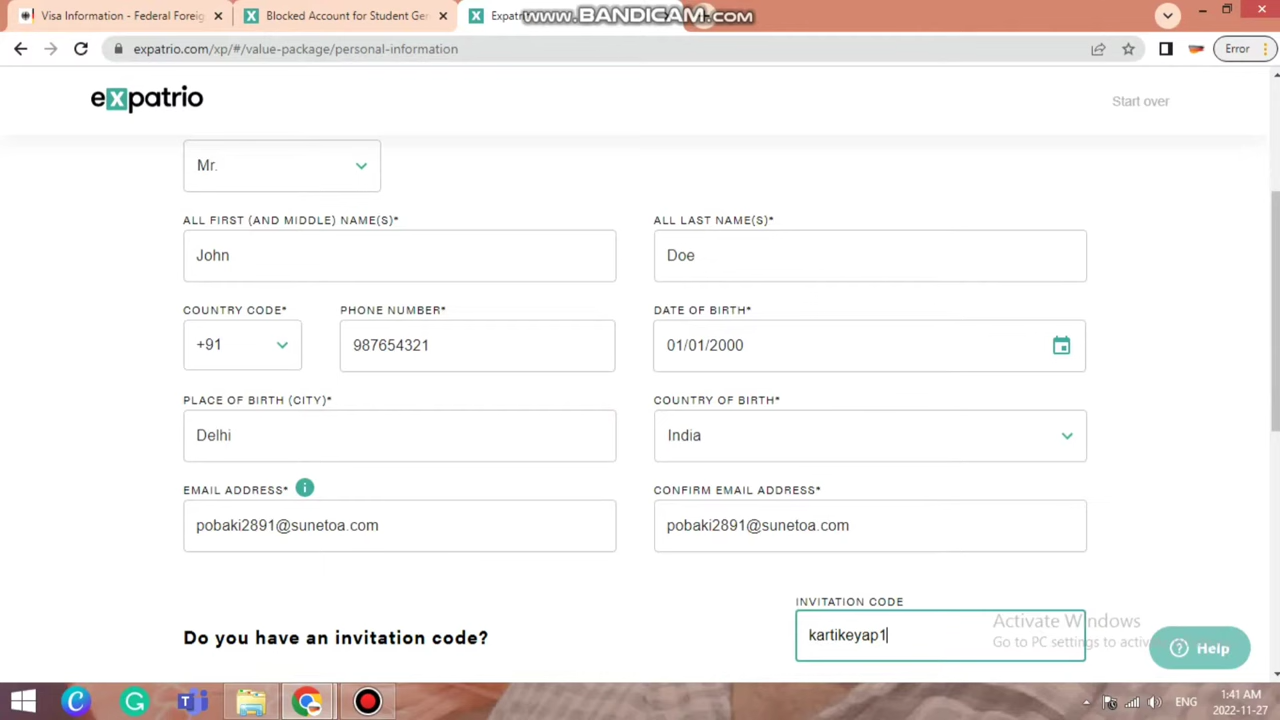 Visa Information - Federal Foreig
Blocked Account for Student Ger
Expatri
www.BANDICAM.com
expatrio.com/xp/#/value-package/personal-information
Error
expatrio
Start over
Mr.
ALL FIRST (AND MIDDLE) NAME(S)*
ALL LAST NAME(S)*
John
Doe
COUNTRY CODE*
PHONE NUMBER*
DATE OF BIRTH*
+91
987654321
01/01/2000
PLACE OF BIRTH (CITY)*
COUNTRY OF BIRTH*
Delhi
India
EMAIL ADDRESS*
CONFIRM EMAIL ADDRESS*
pobaki2891@sunetoa.com
pobaki2891@sunetoa.com
INVITATION CODE
Do you have an invitation code?
kartikeyap1
Activate Windows
Go to PC settings to activ
Help
ENG
1:41 AM
2022-11-27